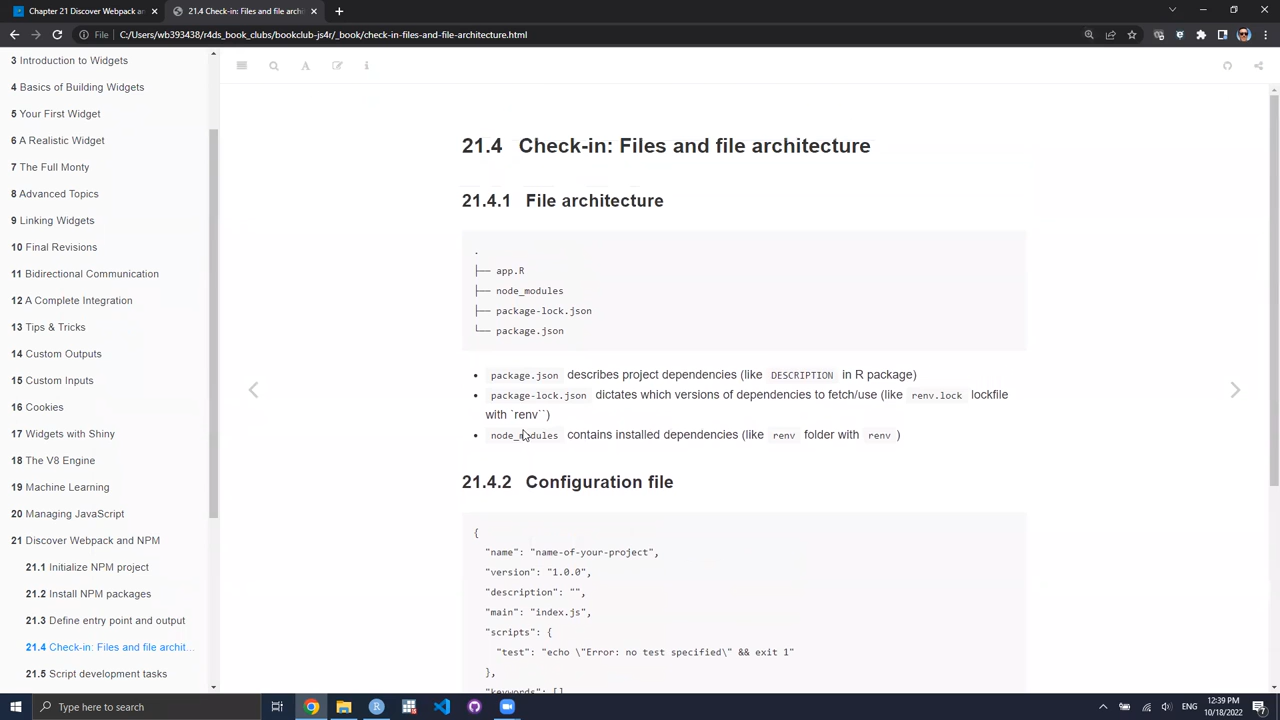 Chapter 21 Discover Webpack an
21.4 Check-in: Files and file archi
File
C:/Users/wb393438/r4ds_book_clubs/bookclub-js4r/_book/check-in-files-and-file-architecture.html
3 Introduction to Widgets
4 Basics of Building Widgets
5 Your First Widget
6 A Realistic Widget
7 The Full Monty
8 Advanced Topics
9 Linking Widgets
10 Final Revisions
11 Bidirectional Communication
12 A Complete Integration
13 Tips & Tricks
14 Custom Outputs
15 Custom Inputs
16 Cookies
17 Widgets with Shiny
18 The V8 Engine
19 Machine Learning
20 Managing JavaScript
21 Discover Webpack and NPM
21.1 Initialize NPM project
21.2 Install NPM packages
21.3 Define entry point and output
21.4 Check-in: Files and file archit...
21.5 Script development tasks
21.4 Check-in: Files and file architecture
21.4.1 File architecture
.
├── app.R
├── node_modules
├── package-lock.json
└── package.json
• package.json describes project dependencies (like DESCRIPTION in R package)
• package-lock.json dictates which versions of dependencies to fetch/use (like renv.lock lockfile
with `renv``)
• node_modules contains installed dependencies (like renv folder with renv )
21.4.2 Configuration file
{
"name": "name-of-your-project",
"version": "1.0.0",
"description": "",
"main": "index.js",
"scripts": {
"test": "echo \"Error: no test specified\" && exit 1"
},
"keywords": [],
Type here to search
ENG
12:39 PM
10/18/2022